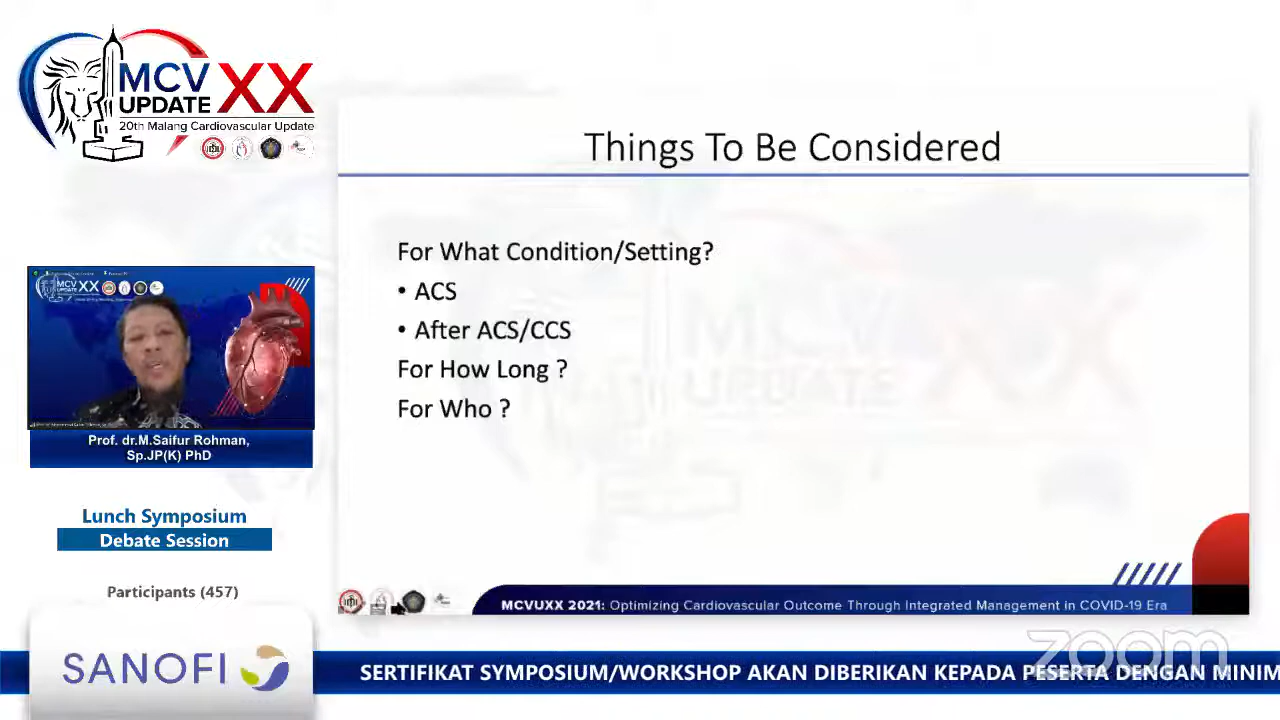 MCV
UPDATE
XX
20th Malang Cardiovascular Update
Things To Be Considered
For What Condition/Setting?
• ACS
• After ACS/CCS
For How Long ?
For Who ?
MCV
UPDATE
XX
Prof. dr.M.Saifur Rohman,
Sp.JP(K) PhD
Lunch Symposium
Debate Session
Participants (457)
SANOFI
MCVUXX 2021: Optimizing Cardiovascular Outcome Through Integrated Management in COVID-19 Era
zoom
SERTIFIKAT SYMPOSIUM/WORKSHOP AKAN DIBERIKAN KEPADA PESERTA DENGAN MINIM